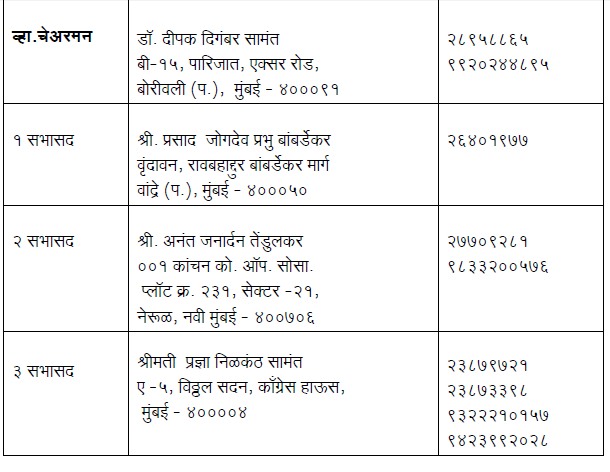 व्हा.चेअरमन
डॉ. दीपक दिगंबर सामंत
बी-१५, पारिजात, एक्सर रोड,
बोरीवली (प.), मुंबई - ४०००९१
२८९५८८६५
९९२०२४४८९५
१ सभासद
श्री. प्रसाद जोगदेव प्रभु बांबर्डेकर
वृंदावन, रावबहाद्दुर बांबर्डेकर मार्ग
वांद्रे (प.), मुंबई - ४०००५०
२६४०१९७७
२ सभासद
श्री. अनंत जनार्दन तेंडुलकर
००१ कांचन को. ऑप. सोसा.
प्लॉट क्र. २३१, सेक्टर -२१,
नेरूळ, नवी मुंबई - ४००७०६
२७७०९२८१
९८३३२००५७६
३ सभासद
श्रीमती प्रज्ञा निळकंठ सामंत
ए -५, विठ्ठल सदन, काँग्रेस हाऊस,
मुंबई - ४००००४
२३८७९७२१
२३८७३३९८
९३२२२१०१५७
९४२३९९२०२८